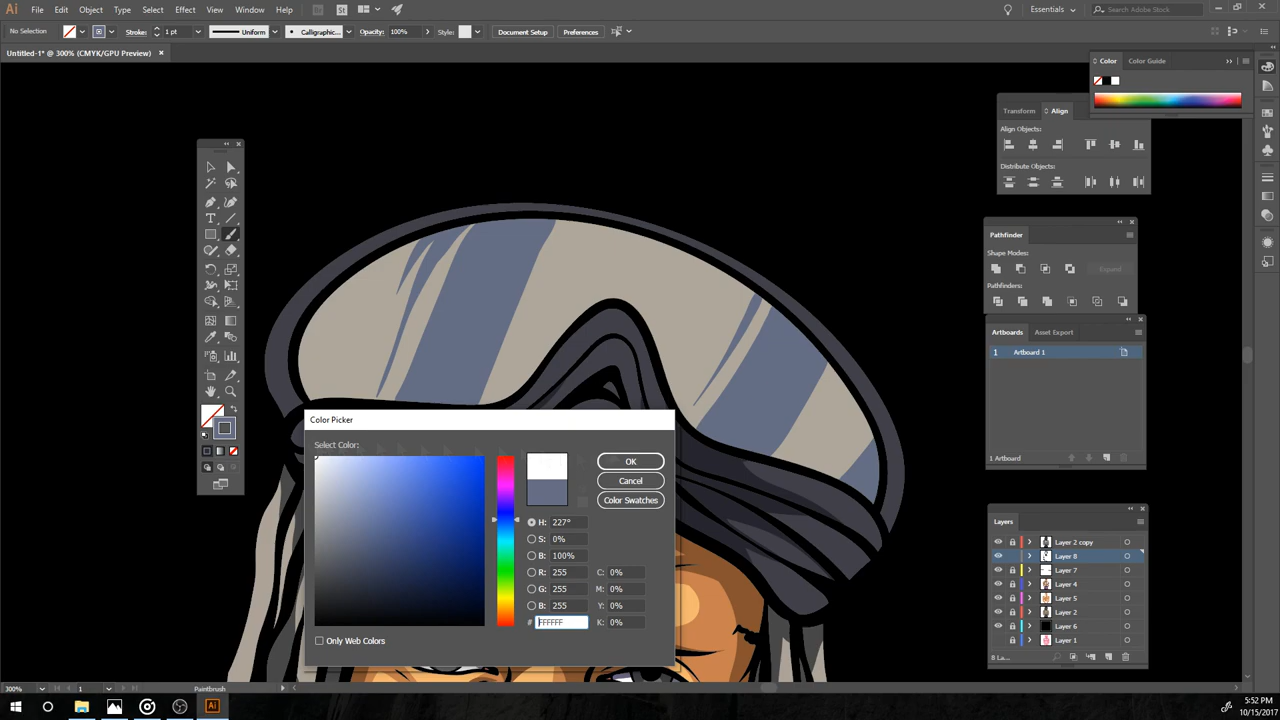 Ai File Edit Object Type Select Effect View Window Help Br St Essentials Search Adobe Stock
No Selection Stroke: 1 pt Uniform Calligraphic... Opacity: 100% Style: Document Setup Preferences
Untitled-1* @ 300% (CMYK/GPU Preview)
Color Color Guide
Transform Align
Align Objects:
Distribute Objects:
Pathfinder
Shape Modes:
Expand
Pathfinders:
Artboards Asset Export
1 Artboard 1
1 Artboard
Color Picker
Select Color:
OK
Cancel
Color Swatches
H: 227°
S: 0%
B: 100%
R: 255 C: 0%
G: 255 M: 0%
B: 255 Y: 0%
# FFFFFF K: 0%
Only Web Colors
Layers
Layer 2 copy
Layer 8
Layer 7
Layer 4
Layer 5
Layer 2
Layer 6
Layer 1
8 La...
300% 1 Paintbrush
Ai
5:52 PM
10/15/2017